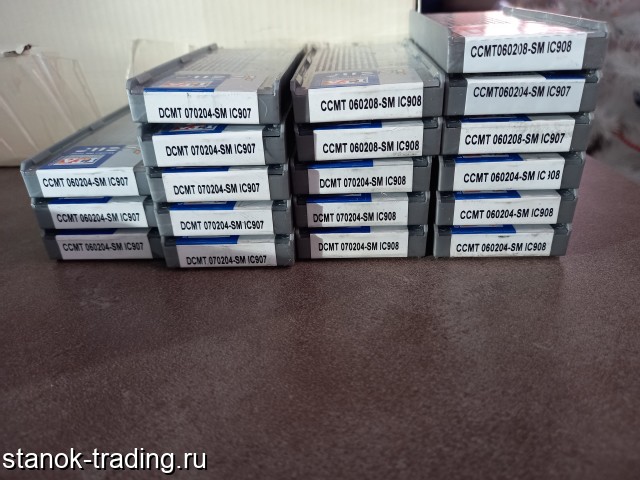 CCMT 060204-SM IC907
CCMT 060204-SM IC907
CCMT 060204-SM IC907
DCMT 070204-SM IC907
DCMT 070204-SM IC907
DCMT 070204-SM IC907
DCMT 070204-SM IC907
DCMT 070204-SM IC907
CCMT 060208-SM IC908
CCMT 060208-SM IC908
DCMT 070204-SM IC908
DCMT 070204-SM IC908
DCMT 070204-SM IC908
CCMT060208-SM IC908
CCMT060204-SM IC907
CCMT 060208-SM IC907
CCMT 060204-SM IC908
CCMT 060204-SM IC908
CCMT 060204-SM IC908
stanok-trading.ru